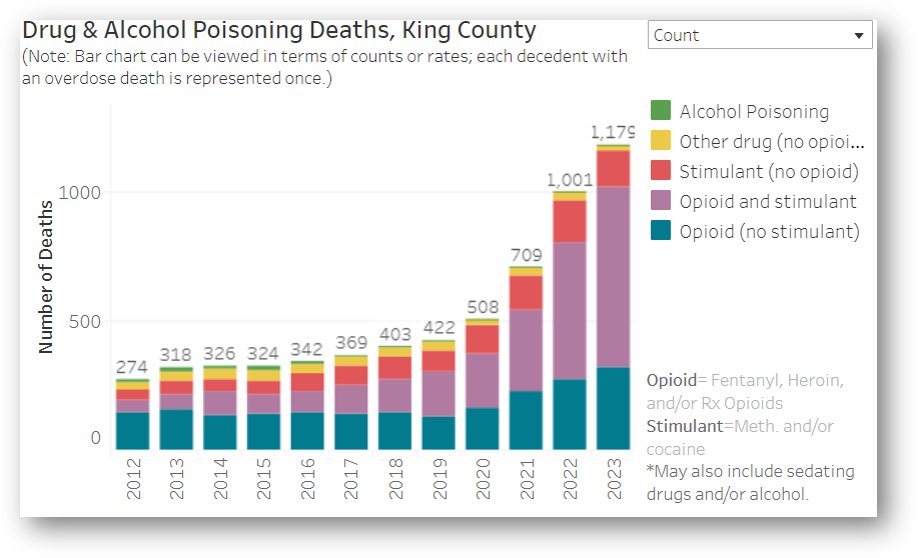 Drug & Alcohol Poisoning Deaths, King County
(Note: Bar chart can be viewed in terms of counts or rates; each decedent with
an overdose death is represented once.)
Count
Alcohol Poisoning
Other drug (no opioi...
Stimulant (no opioid)
Opioid and stimulant
Opioid (no stimulant)
Number of Deaths
1000
500
0
274
318
326
324
342
369
403
422
508
709
1,001
1,179
2012
2013
2014
2015
2016
2017
2018
2019
2020
2021
2022
2023
Opioid= Fentanyl, Heroin,
and/or Rx Opioids
Stimulant=Meth. and/or
cocaine
*May also include sedating
drugs and/or alcohol.